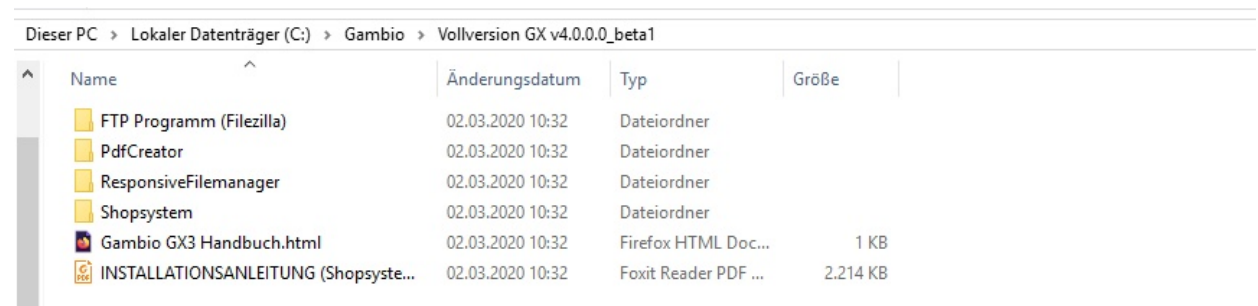 Dieser PC > Lokaler Datenträger (C:) > Gambio > Vollversion GX v4.0.0.0_beta1
Name Änderungsdatum Typ Größe
FTP Programm (Filezilla) 02.03.2020 10:32 Dateiordner
PdfCreator 02.03.2020 10:32 Dateiordner
ResponsiveFilemanager 02.03.2020 10:32 Dateiordner
Shopsystem 02.03.2020 10:32 Dateiordner
Gambio GX3 Handbuch.html 02.03.2020 10:32 Firefox HTML Doc... 1 KB
INSTALLATIONSANLEITUNG (Shopsyste... 02.03.2020 10:32 Foxit Reader PDF ... 2.214 KB